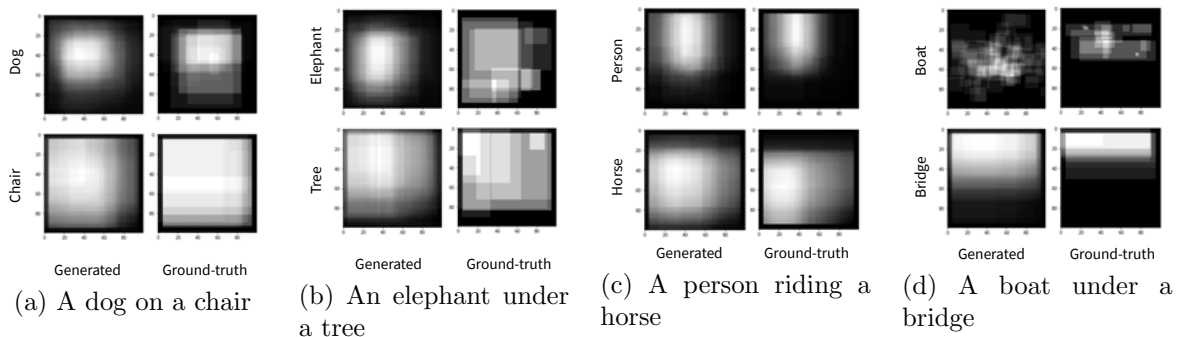 Dog
Chair
Generated
Ground-truth
(a) A dog on a chair
Elephant
Tree
Generated
Ground-truth
(b) An elephant under
a tree
Person
Horse
Generated
Ground-truth
(c) A person riding a
horse
Boat
Bridge
Generated
Ground-truth
(d) A boat under a
bridge